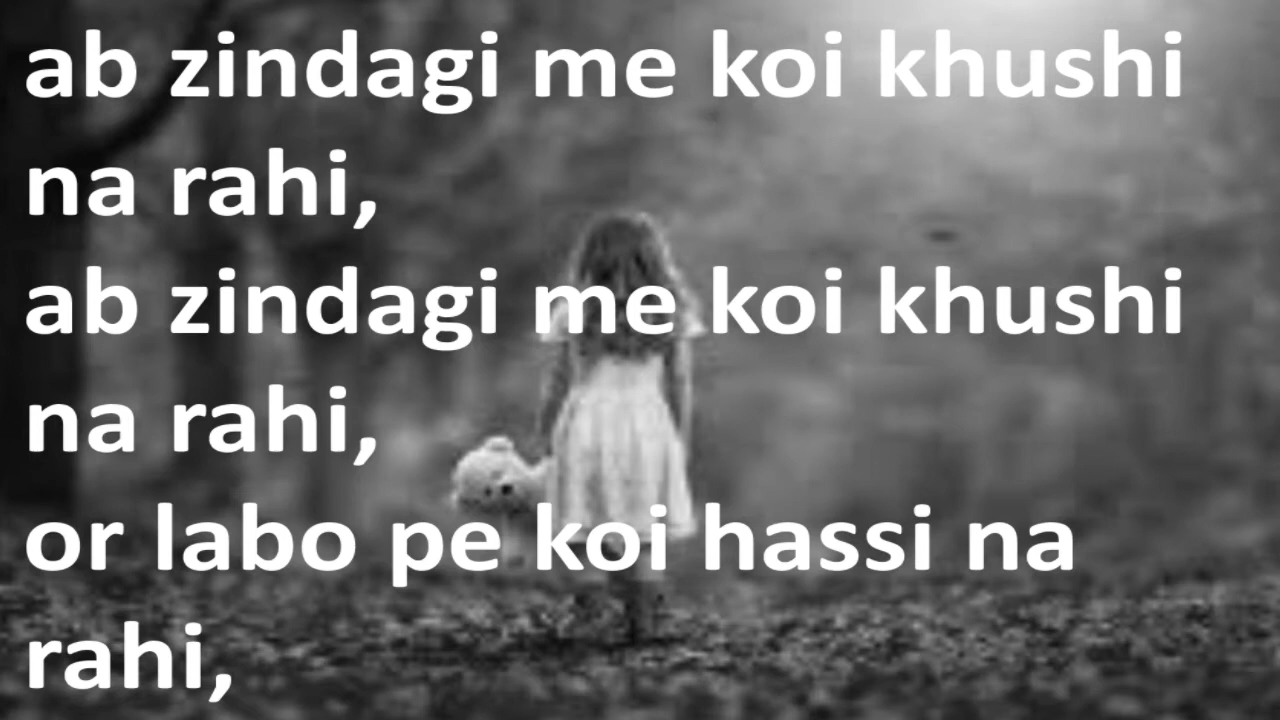 ab zindagi me koi khushi
na rahi,
ab zindagi me koi khushi
na rahi,
or labo pe koi hassi na
rahi,